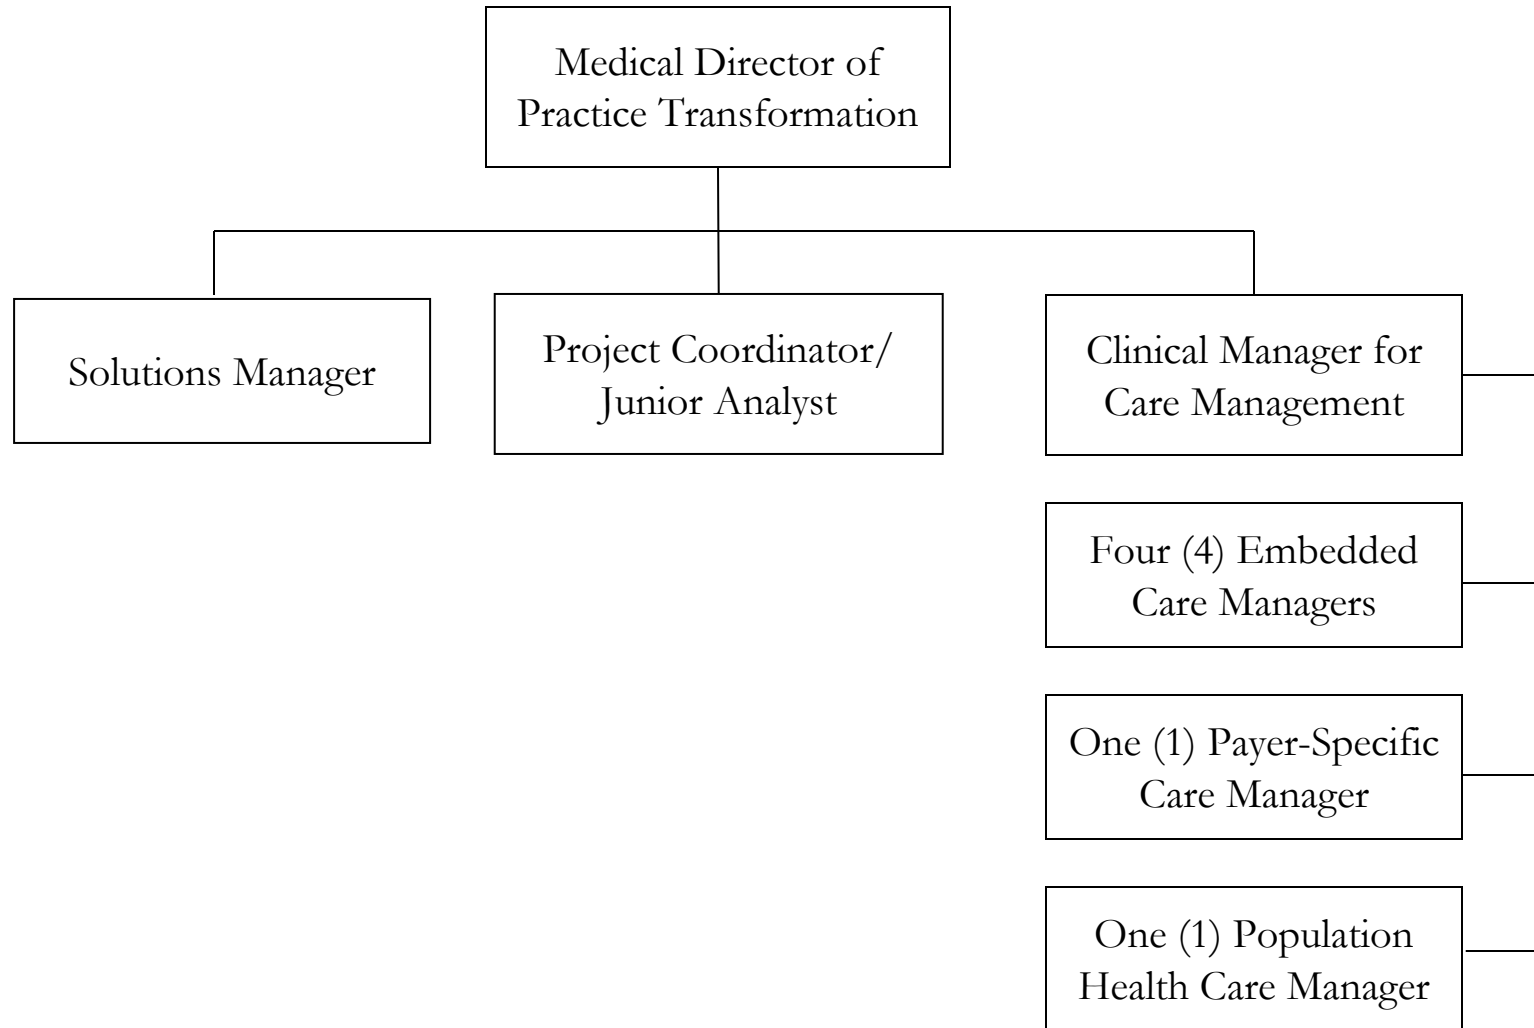 Medical Director of
Practice Transformation
Solutions Manager
Project Coordinator/
Junior Analyst
Clinical Manager for
Care Management
Four (4) Embedded
Care Managers
One (1) Payer-Specific
Care Manager
One (1) Population
Health Care Manager